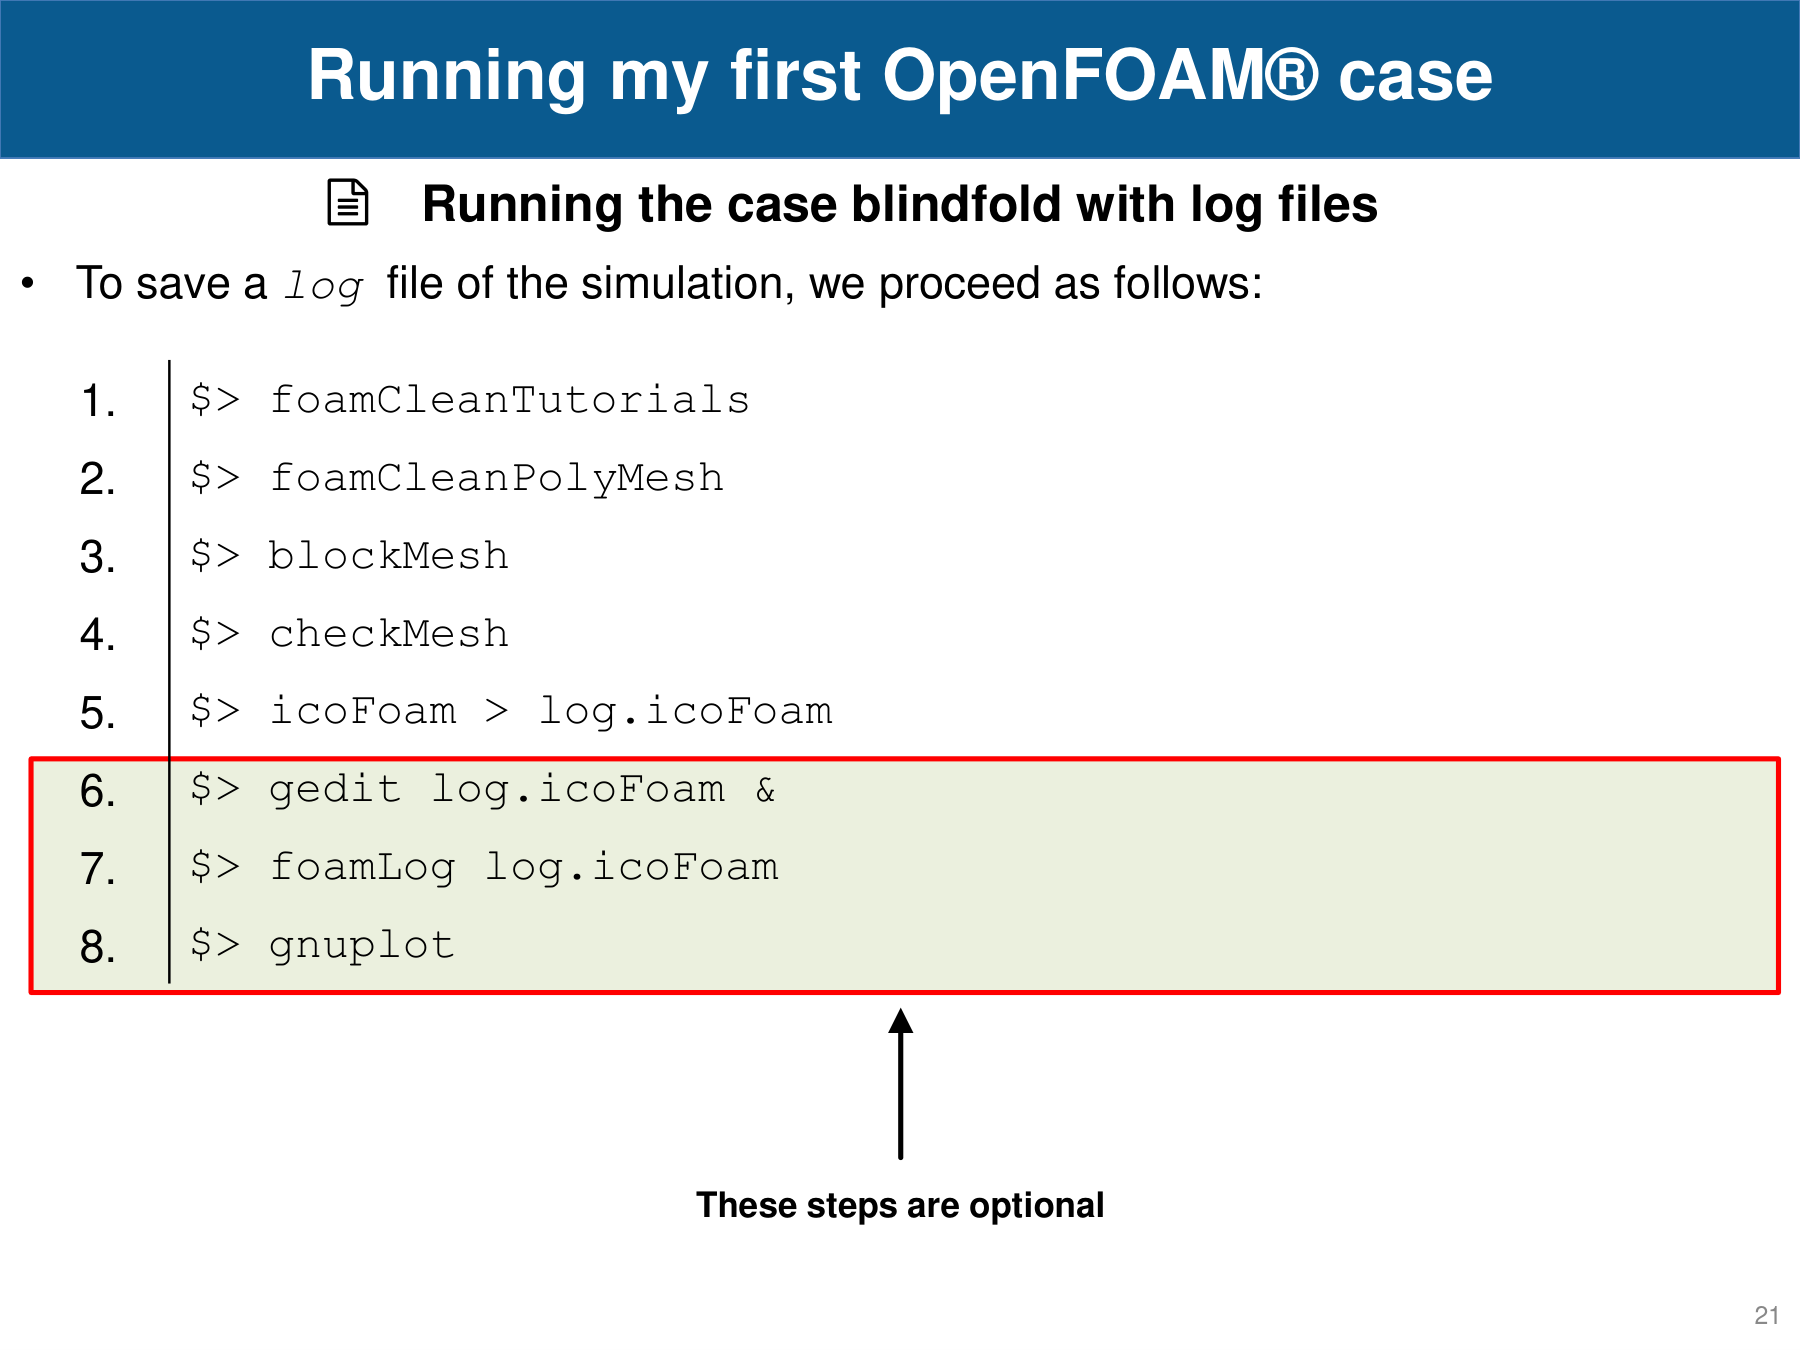 Running my first OpenFOAM® case
Running the case blindfold with log files
• To save a log file of the simulation, we proceed as follows:
1. $> foamCleanTutorials
2. $> foamCleanPolyMesh
3. $> blockMesh
4. $> checkMesh
5. $> icoFoam > log.icoFoam
6. $> gedit log.icoFoam &
7. $> foamLog log.icoFoam
8. $> gnuplot
These steps are optional
21